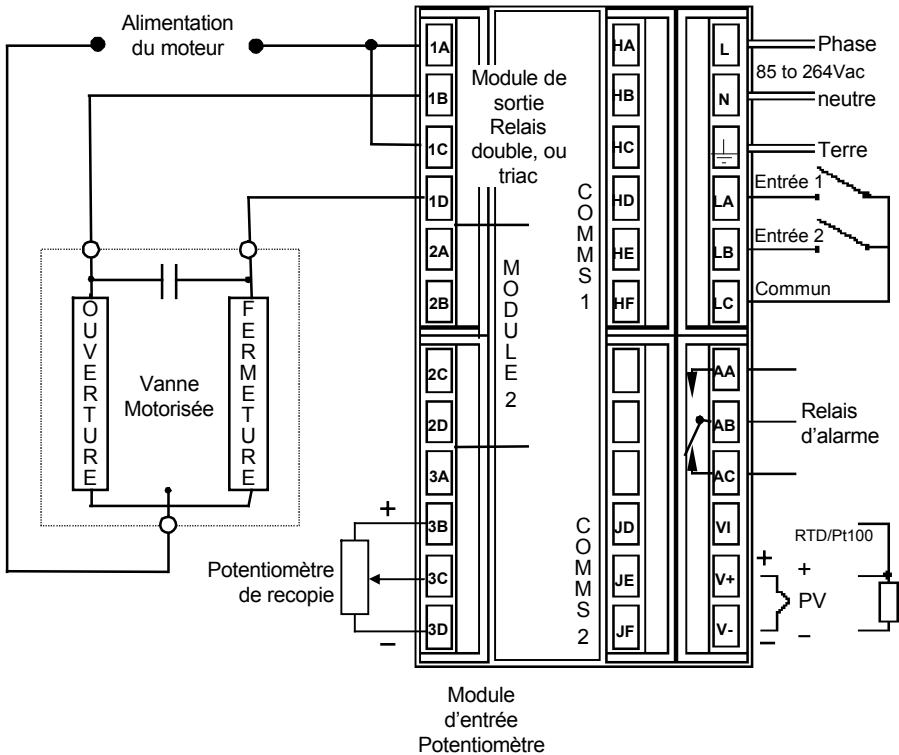 Alimentation
du moteur
1A
1B
1C
1D
2A
2B
2C
2D
3A
3B
3C
3D
Module de
sortie
Relais
double, ou
triac
MODULE 2
COMMS 1
COMMS 2
HA
HB
HC
HD
HE
HF
JD
JE
JF
L
N
LA
LB
LC
AA
AB
AC
VI
V+
V-
Phase
85 to 264Vac
neutre
Terre
Entrée 1
Entrée 2
Commun
Relais
d'alarme
RTD/Pt100
+
+
PV
–
–
OUVERTURE
Vanne
Motorisée
FERMETURE
+
Potentiomètre
de recopie
–
Module
d'entrée
Potentiomètre